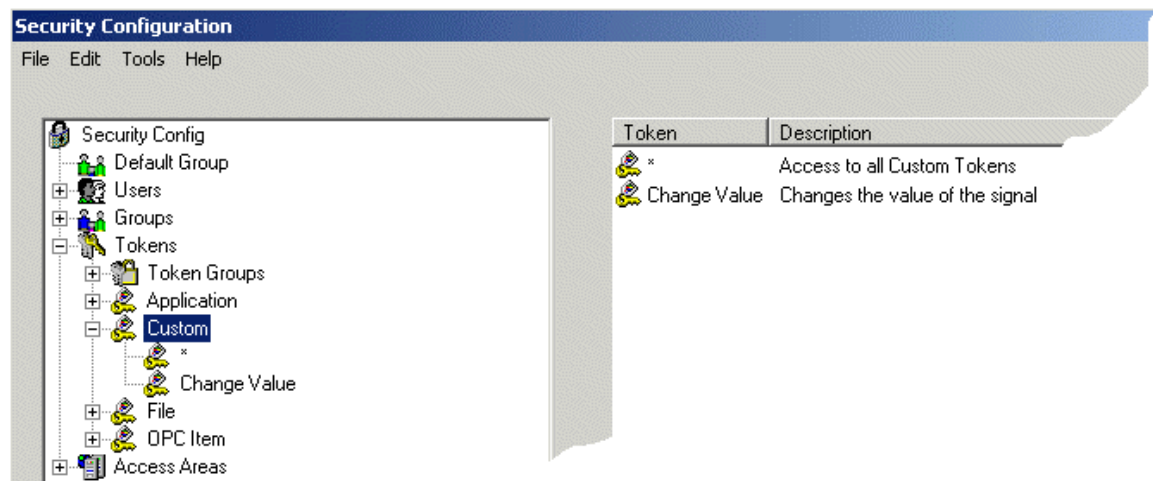 Security Configuration
File Edit Tools Help
Security Config
Default Group
Users
Groups
Tokens
Token Groups
Application
Custom
*
Change Value
File
OPC Item
Access Areas
Token Description
* Access to all Custom Tokens
Change Value Changes the value of the signal